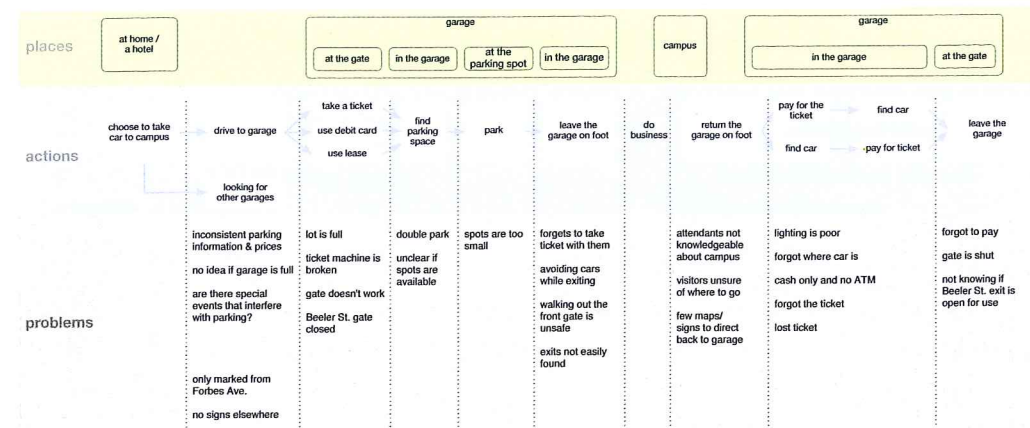 places
at home /
a hotel
garage
at the gate
in the garage
at the
parking spot
in the garage
campus
garage
in the garage
at the gate
actions
choose to take
car to campus
drive to garage
looking for
other garages
take a ticket
use debit card
use lease
find
parking
space
park
leave the
garage on foot
do
business
return the
garage on foot
pay for the
ticket
find car
find car
pay for ticket
leave the
garage
problems
inconsistent parking
information & prices
no idea if garage is full
are there special
events that interfere
with parking?
only marked from
Forbes Ave.
no signs elsewhere
lot is full
ticket machine is
broken
gate doesn't work
Beeler St. gate
closed
double park
unclear if
spots are
available
spots are too
small
forgets to take
ticket with them
avoiding cars
while exiting
walking out the
front gate is
unsafe
exits not easily
found
attendants not
knowledgeable
about campus
visitors unsure
of where to go
few maps/
signs to direct
back to garage
lighting is poor
forgot where car is
cash only and no ATM
forgot the ticket
lost ticket
forgot to pay
gate is shut
not knowing if
Beeler St. exit is
open for use